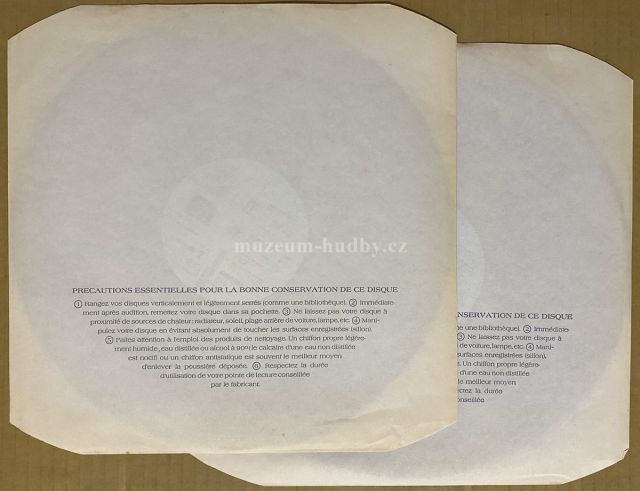 muzeum-hudby.cz
PRECAUTIONS ESSENTIELLES POUR LA BONNE CONSERVATION DE CE DISQUE
① Rangez vos disques verticalement et légèrement serrés (comme une bibliothèque). ② Immédiate-
ment après audition, remettez votre disque dans sa pochette. ③ Ne laissez pas votre disque à
proximité de sources de chaleur: radiateur, soleil, plage arrière de voiture, lampe, etc. ④ Mani-
pulez votre disque en évitant absolument de toucher les surfaces enregistrées (sillon).
⑤ Faites attention à l'emploi des produits de nettoyage. Un chiffon propre légère-
ment humide, eau distillée ou alcool à
calcaire d'une eau non distillée
est nocif) ou un chiffon antistatique est souvent le meilleur moyen
d'enlever la poussière déposée. ⑥ Respectez la durée
d'utilisation de votre pointe de lecture conseillée
par le fabricant.
NSERVATION DE CE DISQUE
e une bibliothèque). ② Immédiate-
③ Ne laissez pas votre disque à
de voiture, lampe, etc. ④ Mani-
s surfaces enregistrées (sillon).
. Un chiffon propre légère-
d'une eau non distillée
le meilleur moyen
ectez la durée
nseillée